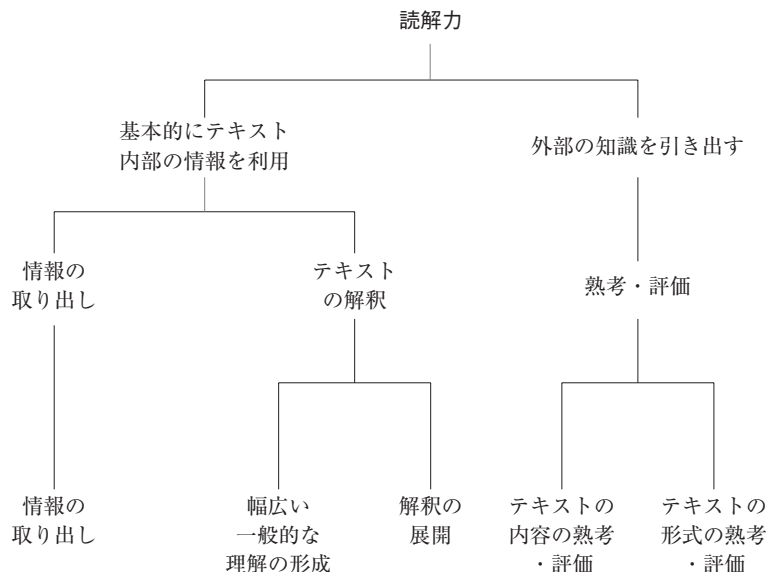 読解力
基本的にテキスト
内部の情報を利用
外部の知識を引き出す
情報の
取り出し
テキスト
の解釈
熟考・評価
情報の
取り出し
幅広い
一般的な
理解の形成
解釈の
展開
テキストの
内容の熟考
・評価
テキストの
形式の熟考
・評価